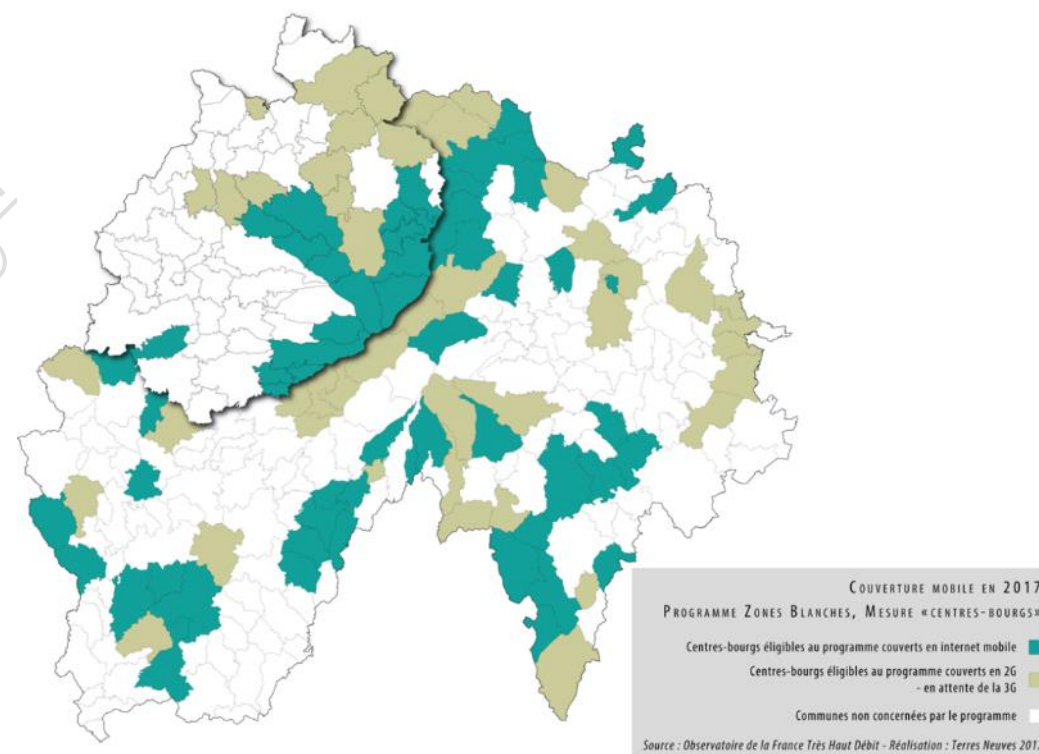 COUVERTURE MOBILE EN 2017
PROGRAMME ZONES BLANCHES, MESURE «CENTRES-BOURGS»
Centres-bourgs éligibles au programme couverts en internet mobile
Centres-bourgs éligibles au programme couverts en 2G
- en attente de la 3G
Communes non concernées par le programme
Source : Observatoire de la France Très Haut Débit - Réalisation : Terres Neuves 2017